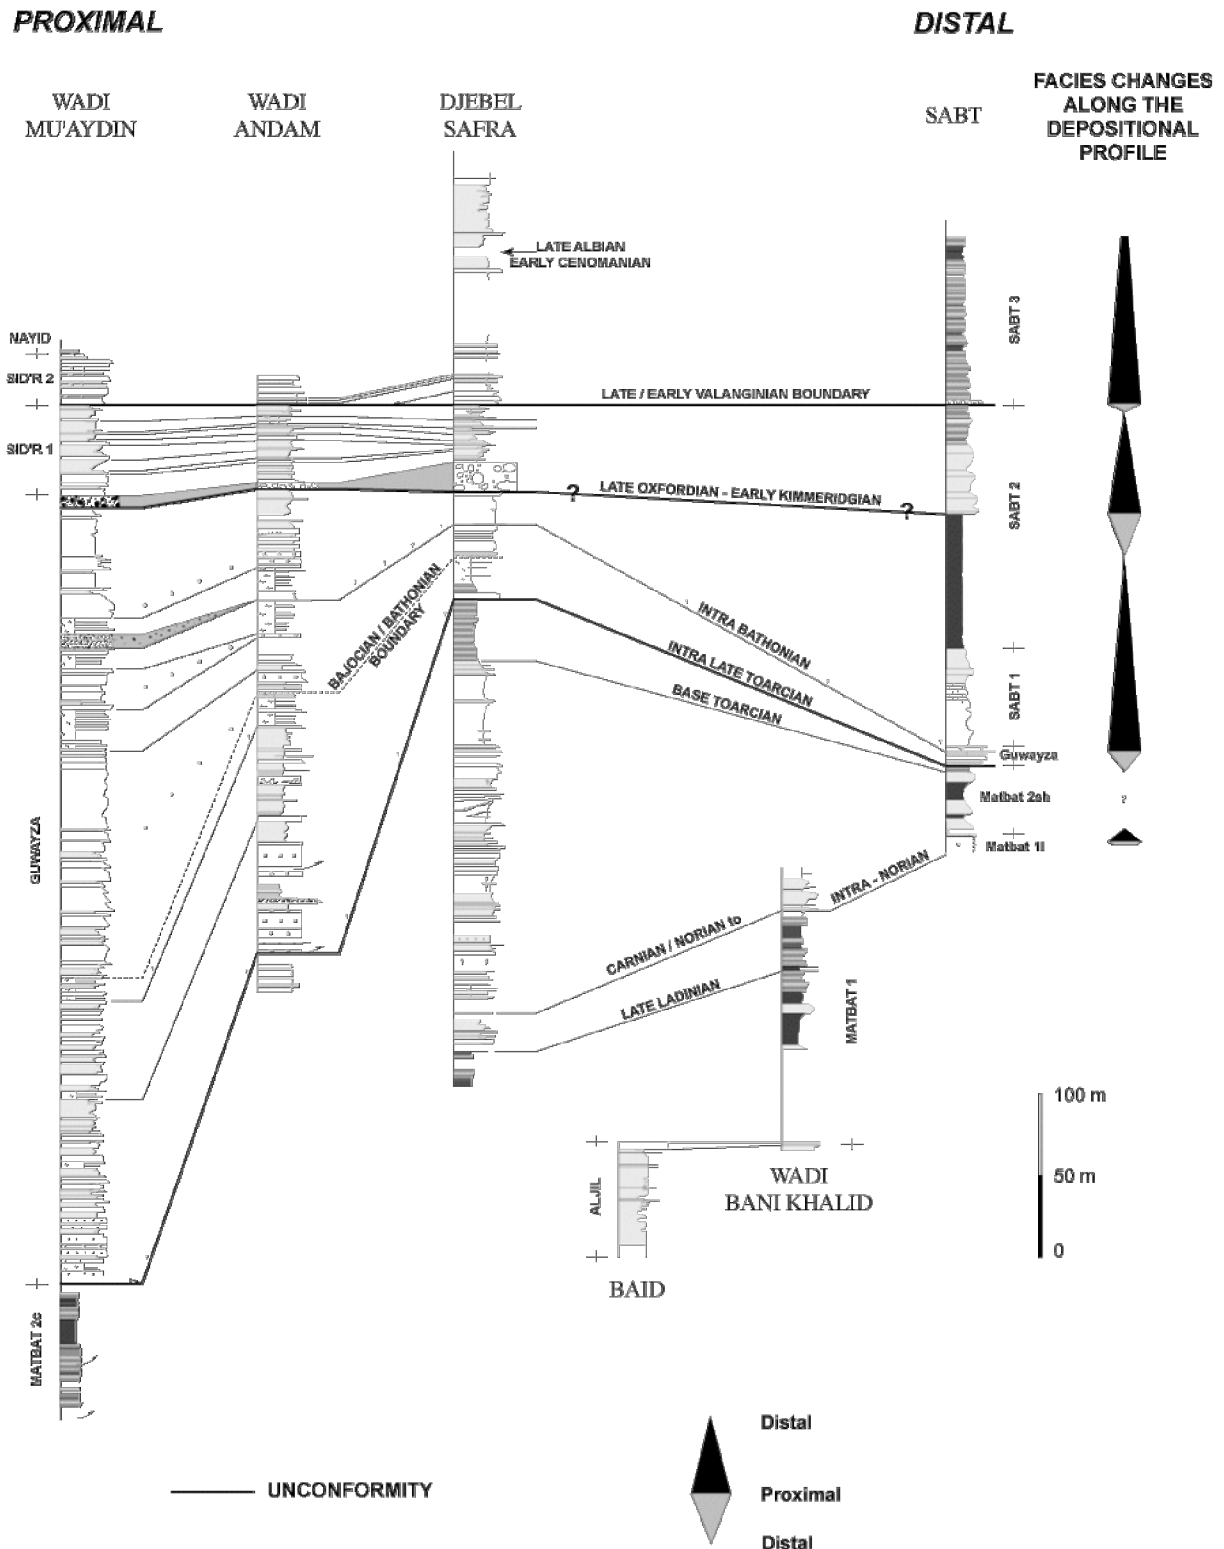 PROXIMAL
DISTAL
WADI
MU'AYDIN
WADI
ANDAM
DJEBEL
SAFRA
SABT
FACIES CHANGES
ALONG THE
DEPOSITIONAL
PROFILE
LATE ALBIAN
EARLY CENOMANIAN
NAYID
SID'R 2
SID'R 1
GUWAYZA
MATBAT 2c
LATE / EARLY VALANGINIAN BOUNDARY
? LATE OXFORDIAN - EARLY KIMMERIDGIAN ?
BAJOCIAN / BATHONIAN
BOUNDARY
INTRA BATHONIAN
INTRA LATE TOARCIAN
BASE TOARCIAN
SABT 3
SABT 2
SABT 1
Guwayza
Matbat 2sh
?
Matbat 1l
INTRA - NORIAN
CARNIAN / NORIAN to
LATE LADINIAN
MATBAT 1
100 m
50 m
0
ALJIL
WADI
BANI KHALID
BAID
UNCONFORMITY
Distal
Proximal
Distal